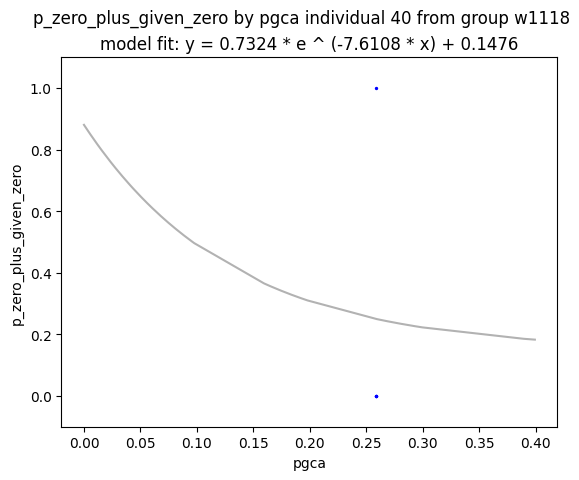 p_zero_plus_given_zero by pgca individual 40 from group w1118
model fit: y = 0.7324 * e ^ (-7.6108 * x) + 0.1476
p_zero_plus_given_zero
1.0
0.8
0.6
0.4
0.2
0.0
0.00 0.05 0.10 0.15 0.20 0.25 0.30 0.35 0.40
pgca